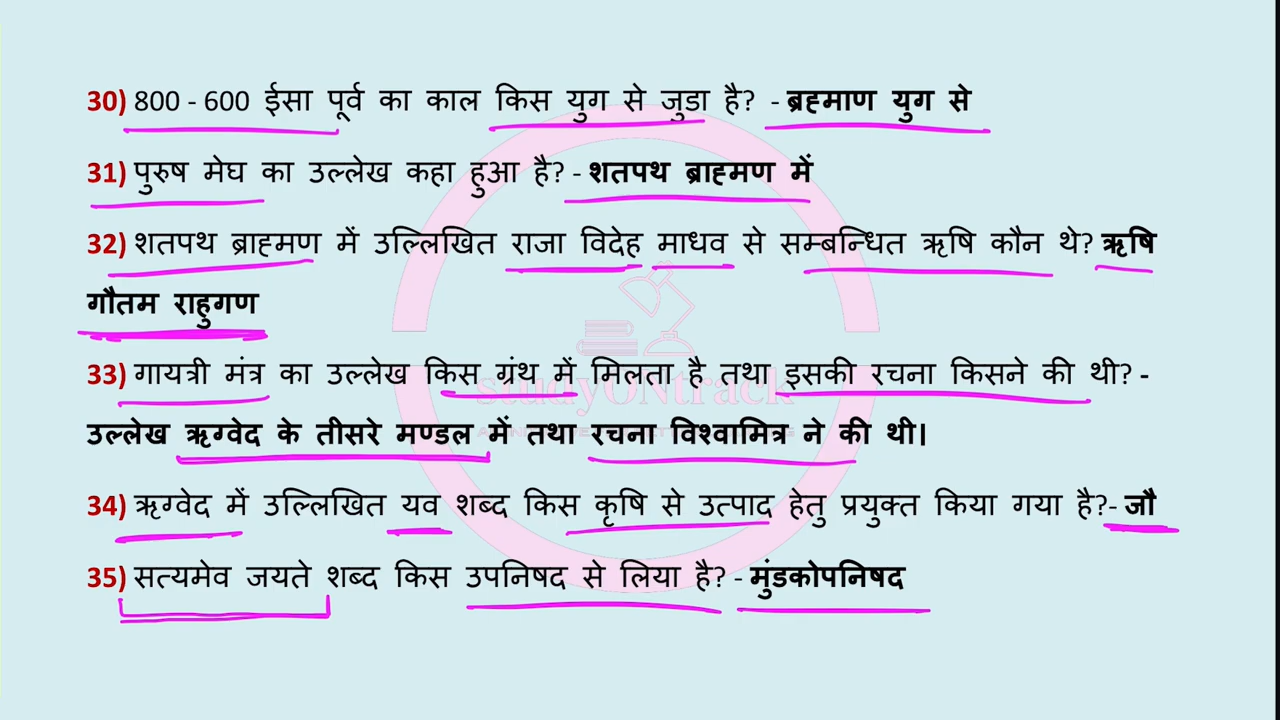 30) 800 - 600 ईसा पूर्व का काल किस युग से जुडा है? - ब्रह्माण युग से
31) पुरुष मेघ का उल्लेख कहा हुआ है? - शतपथ ब्राह्मण में
32) शतपथ ब्राह्मण में उल्लिखित राजा विदेह माधव से सम्बन्धित ऋषि कौन थे? ऋषि
गौतम राहुगण
33) गायत्री मंत्र का उल्लेख किस ग्रंथ में मिलता है तथा इसकी रचना किसने की थी? -
studyONtrack
उल्लेख ऋग्वेद के तीसरे मण्डल में तथा रचना विश्वामित्र ने की थी।
34) ऋग्वेद में उल्लिखित यव शब्द किस कृषि से उत्पाद हेतु प्रयुक्त किया गया है?- जौ
35) सत्यमेव जयते शब्द किस उपनिषद से लिया है? - मुंडकोपनिषद